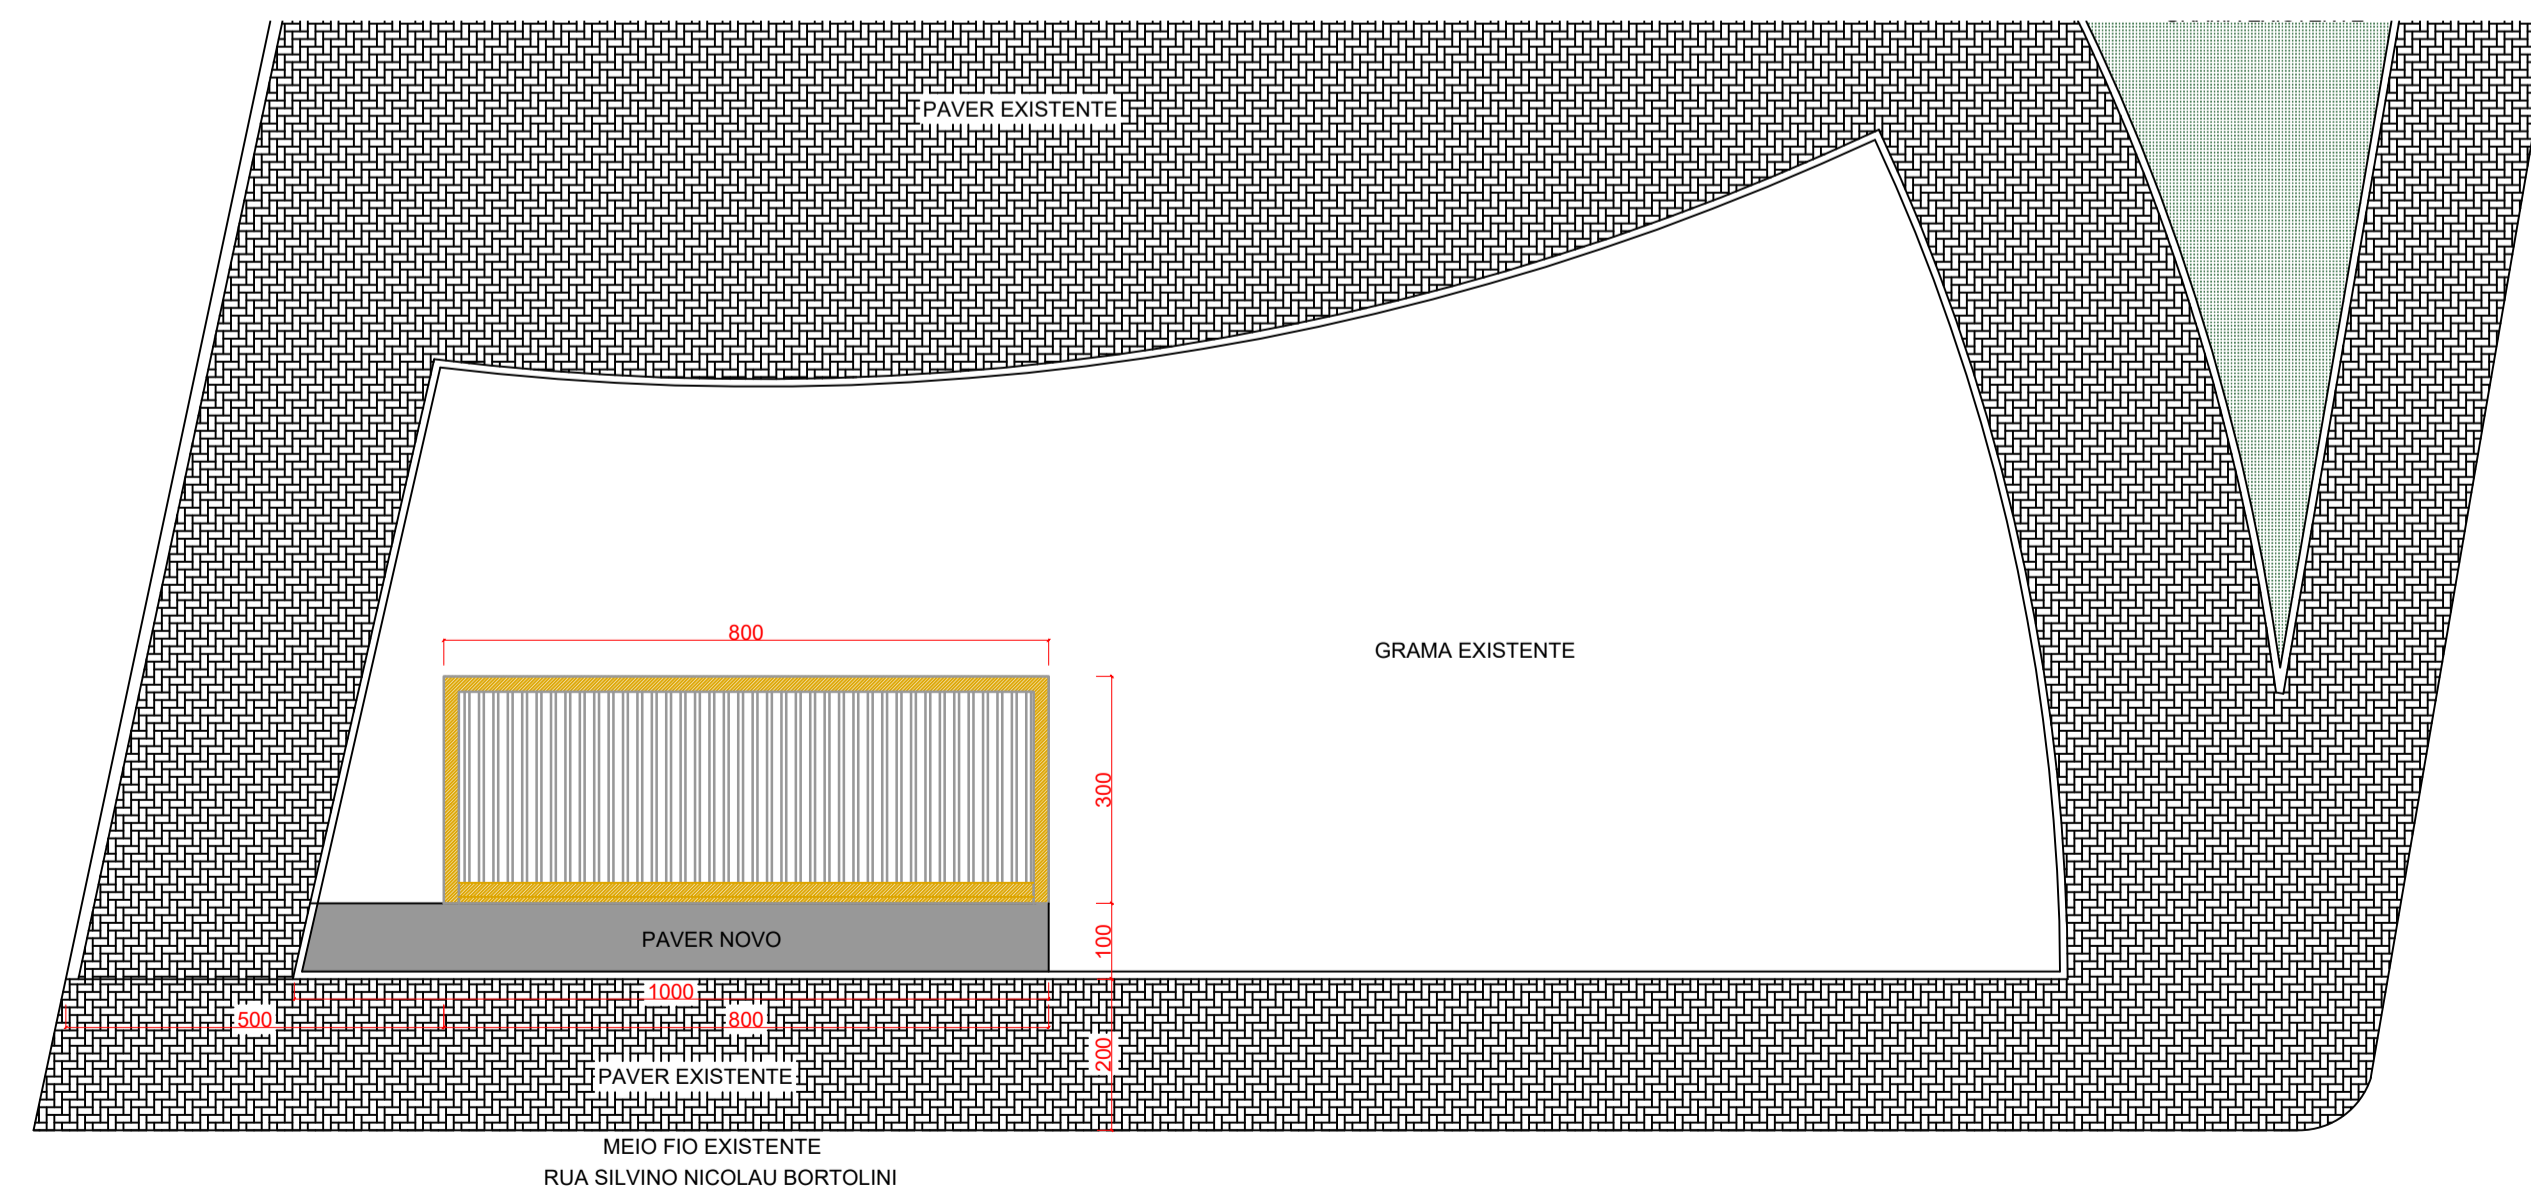 PAVER EXISTENTE
800
GRAMA EXISTENTE
300
PAVER NOVO
100
1000
500
800
200
PAVER EXISTENTE
MEIO FIO EXISTENTE
RUA SILVINO NICOLAU BORTOLINI